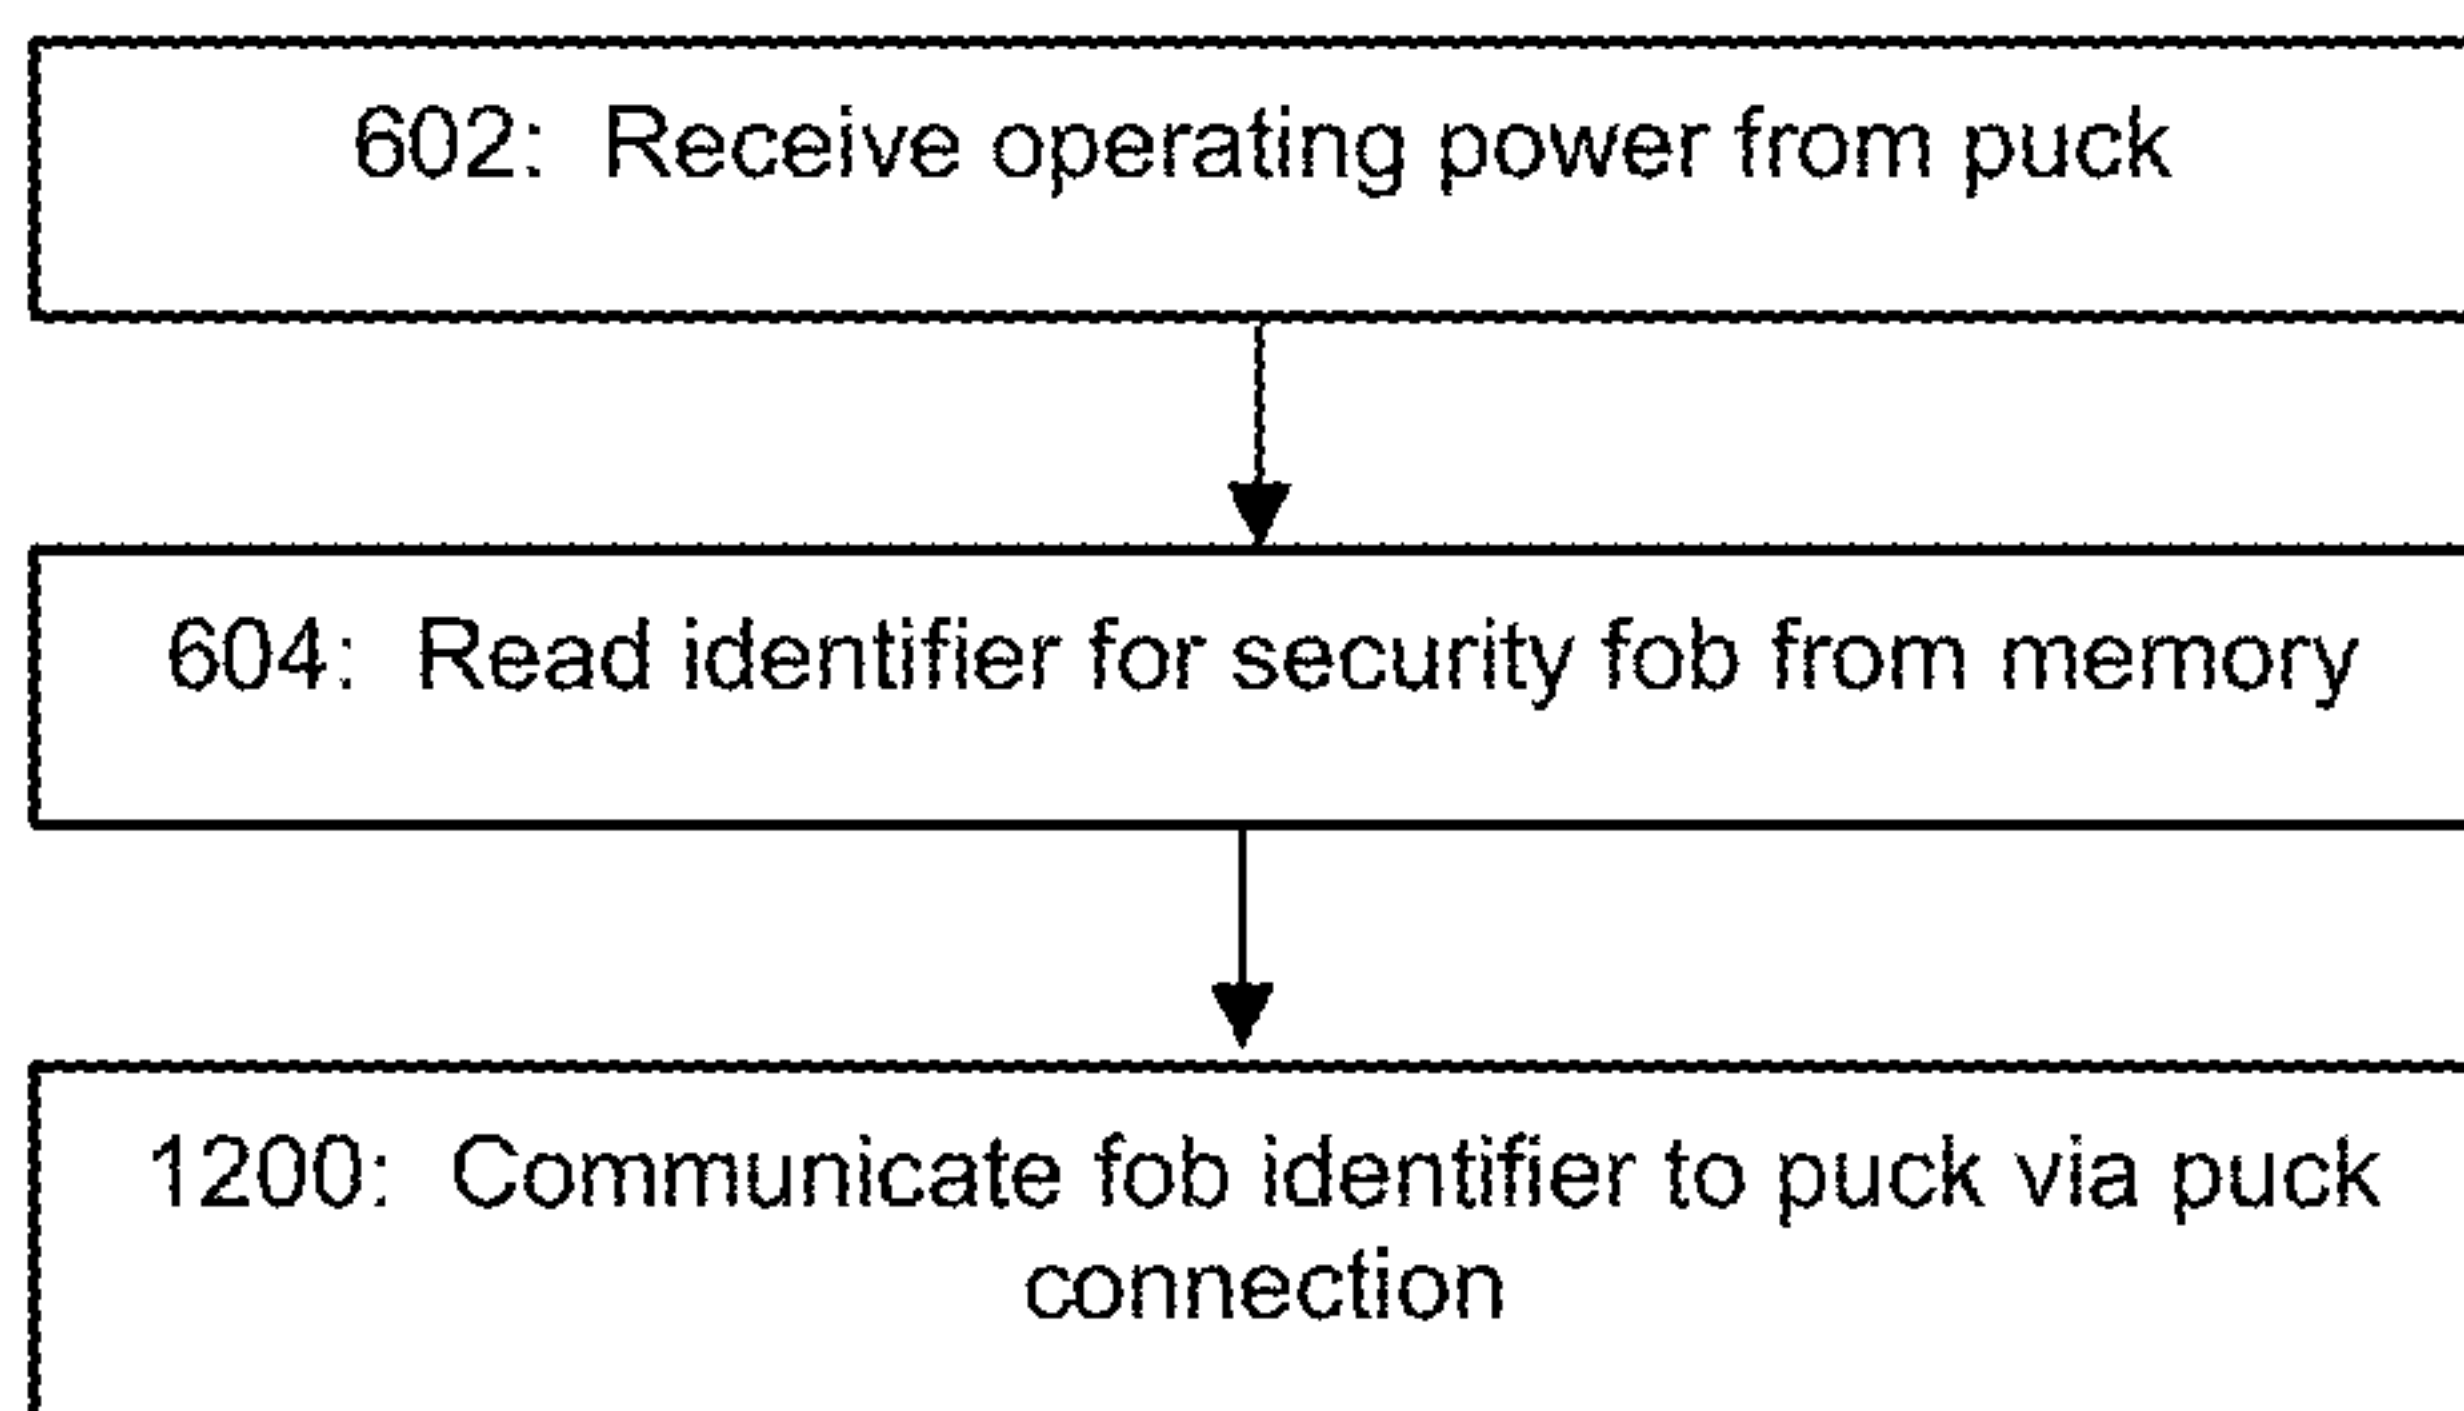 602: Receive operating power from puck
604: Read identifier for security fob from memory
1200: Communicate fob identifier to puck via puck
connection